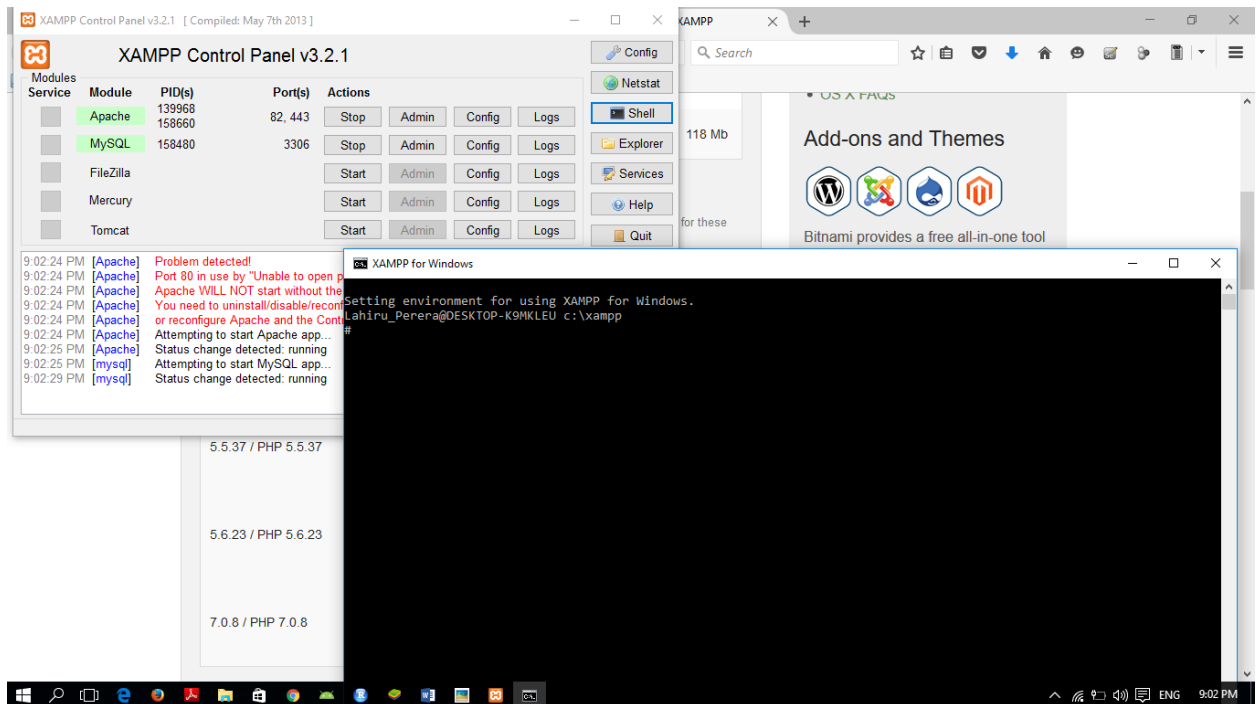 XAMPP Control Panel v3.2.1 [ Compiled: May 7th 2013 ]
XAMPP
Search
XAMPP Control Panel v3.2.1
Config
Modules
Service Module PID(s) Port(s) Actions
Netstat
Apache 139968 158660 82, 443 Stop Admin Config Logs
Shell
MySQL 158480 3306 Stop Admin Config Logs
Explorer
FileZilla Start Admin Config Logs
Services
Mercury Start Admin Config Logs
Help
Tomcat Start Admin Config Logs
Quit
OS X FAQs
118 Mb
Add-ons and Themes
for these
Bitnami provides a free all-in-one tool
9:02:24 PM [Apache] Problem detected!
9:02:24 PM [Apache] Port 80 in use by "Unable to open
9:02:24 PM [Apache] Apache WILL NOT start without the
9:02:24 PM [Apache] You need to uninstall/disable/
9:02:24 PM [Apache] or reconfigure Apache and the
9:02:24 PM [Apache] Attempting to start Apache app...
9:02:25 PM [Apache] Status change detected: running
9:02:25 PM [mysql] Attempting to start MySQL app...
9:02:29 PM [mysql] Status change detected: running
XAMPP for Windows
Setting environment for using XAMPP for Windows.
Lahiru_Perera@DESKTOP-K9MKLEU c:\xampp
#
5.5.37 / PHP 5.5.37
5.6.23 / PHP 5.6.23
7.0.8 / PHP 7.0.8
ENG 9:02 PM